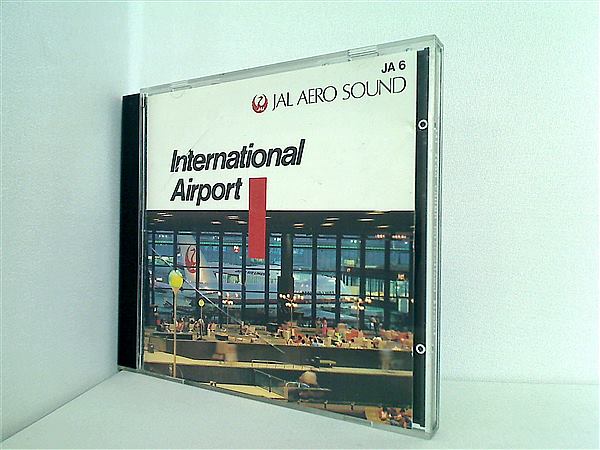 JA 6
JAL AERO SOUND
International
Airport